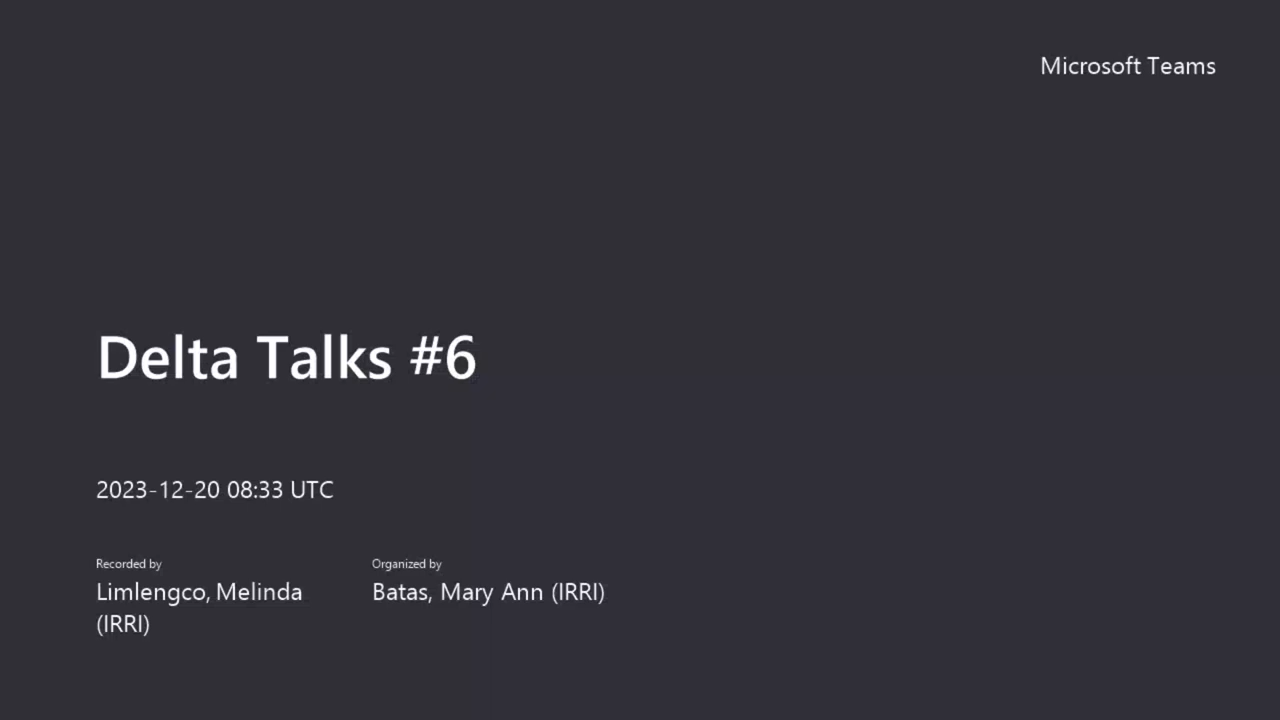 Microsoft Teams
Delta Talks #6
2023-12-20 08:33 UTC
Recorded by
Limlengco, Melinda
(IRRI)
Organized by
Batas, Mary Ann (IRRI)